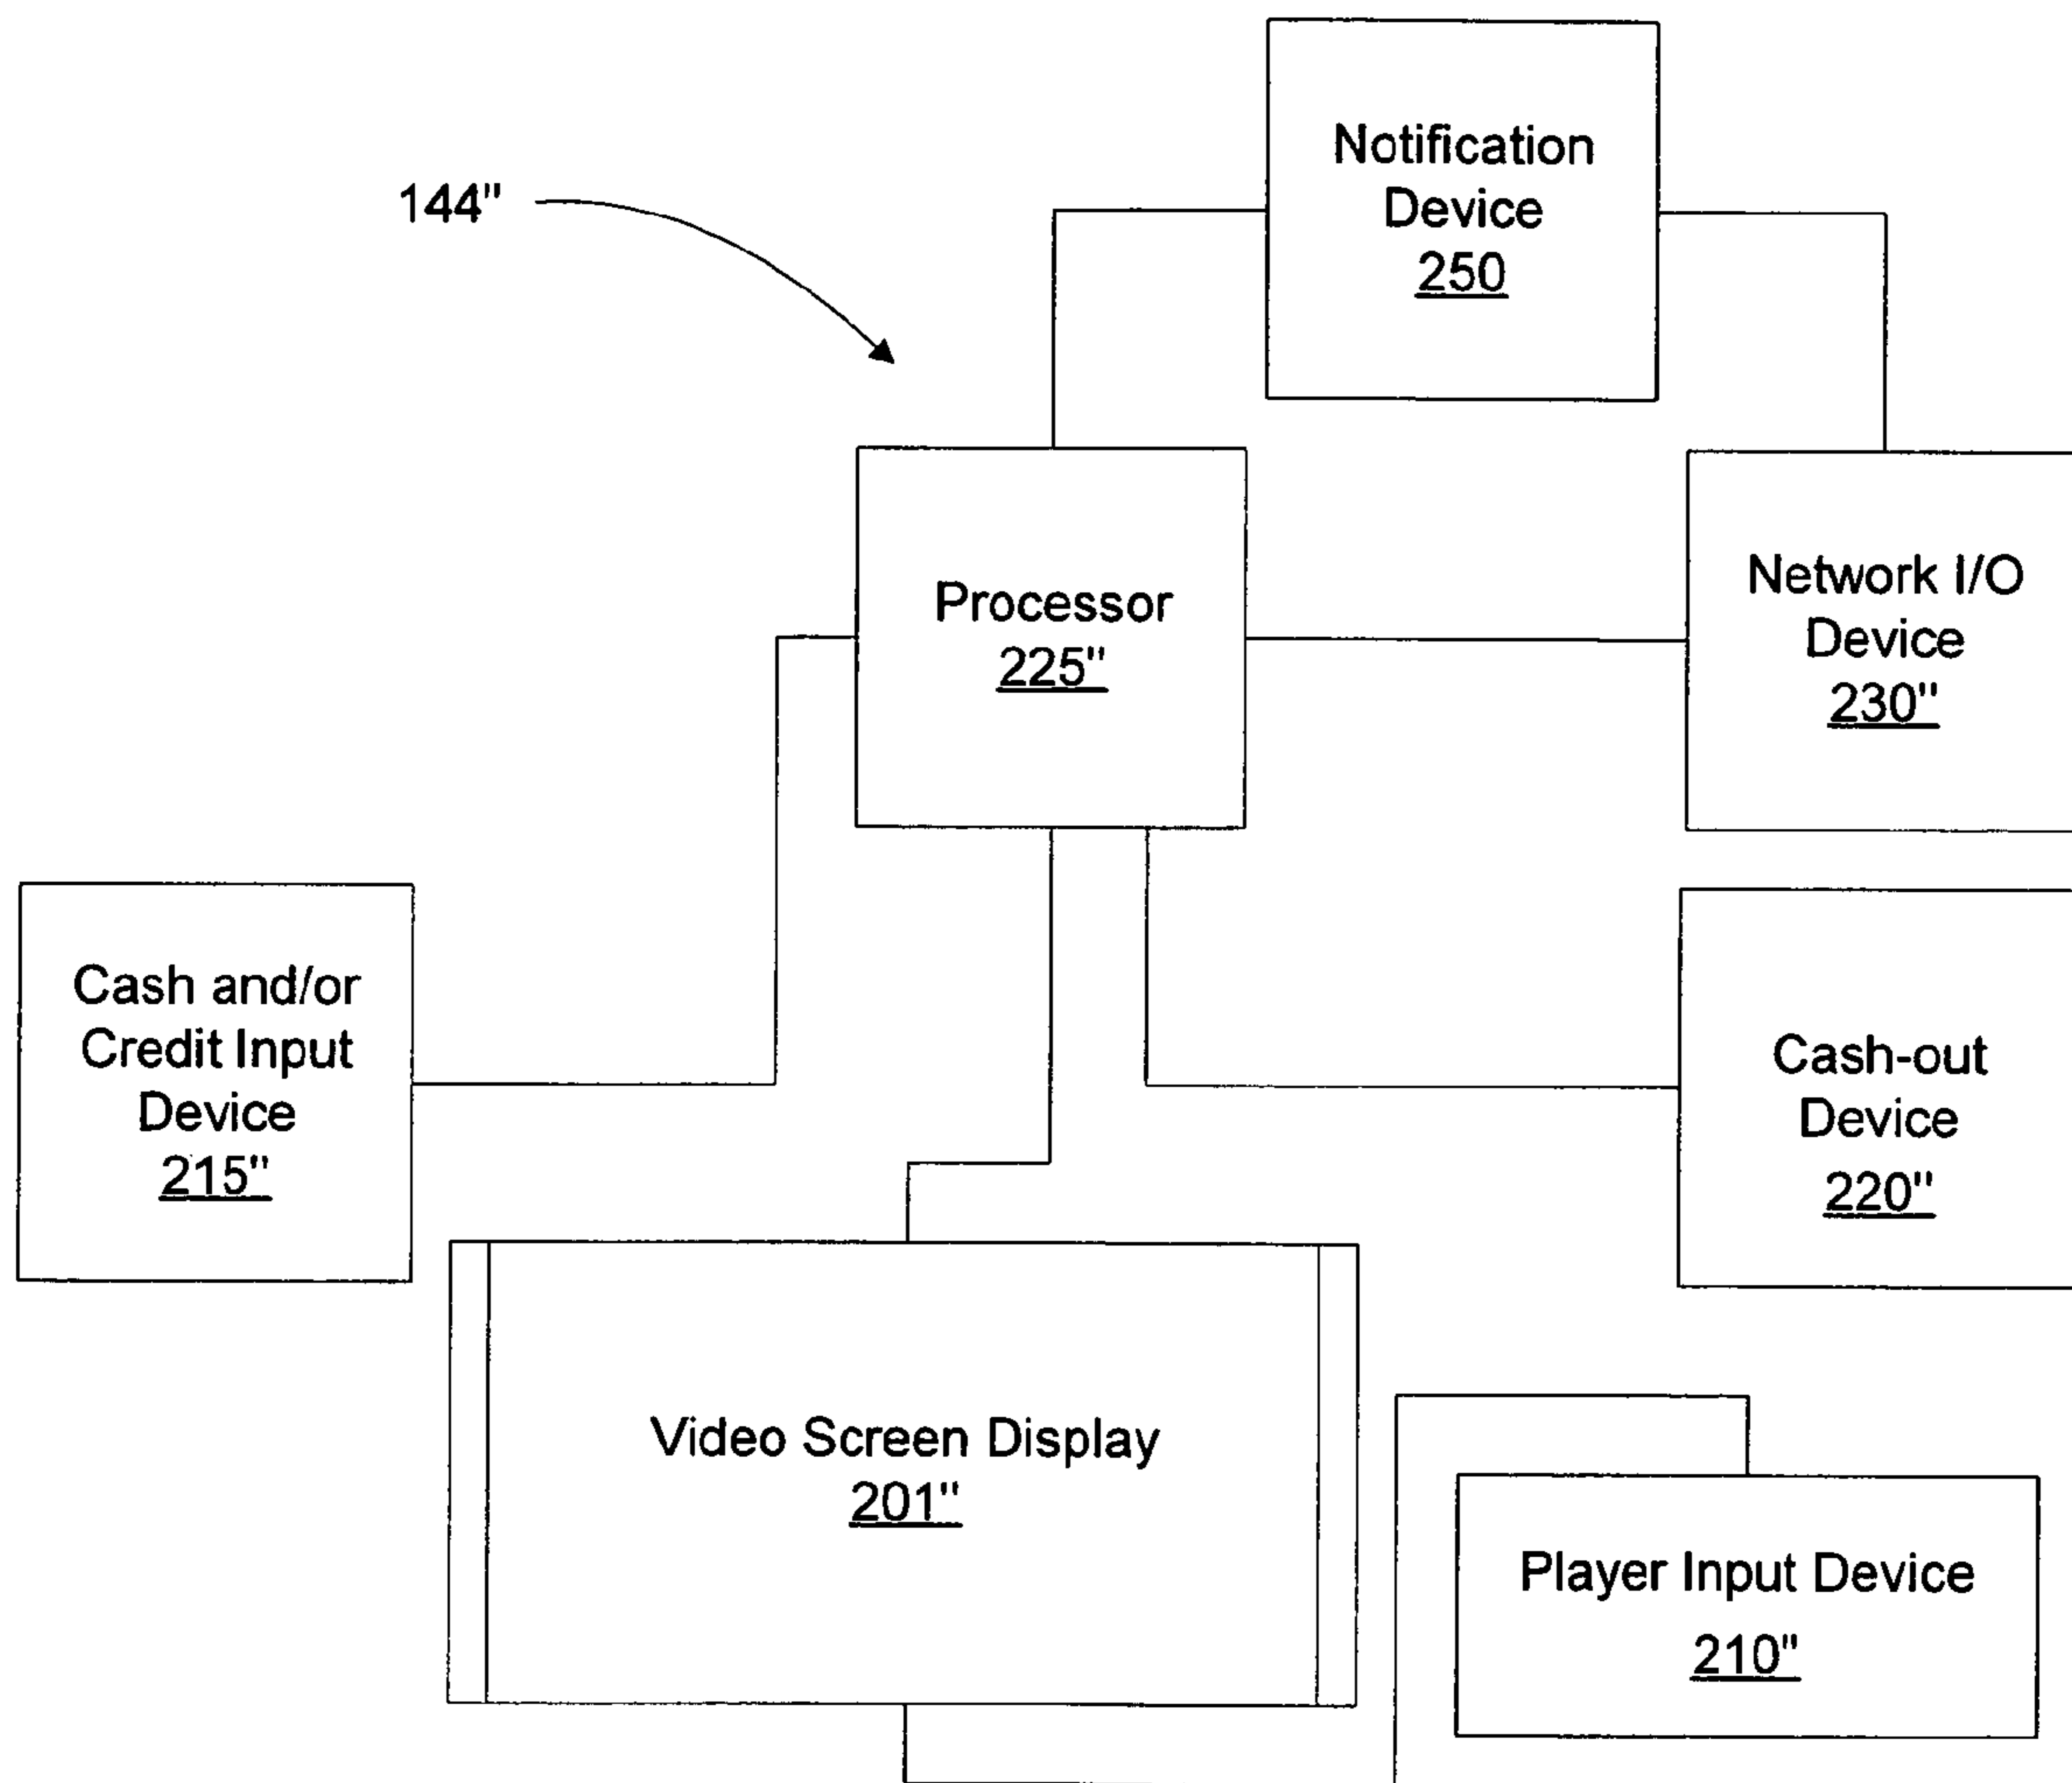 Notification
Device
250
144"
Processor
225"
Network I/O
Device
230"
Cash and/or
Credit Input
Device
215"
Cash-out
Device
220"
Video Screen Display
201"
Player Input Device
210"